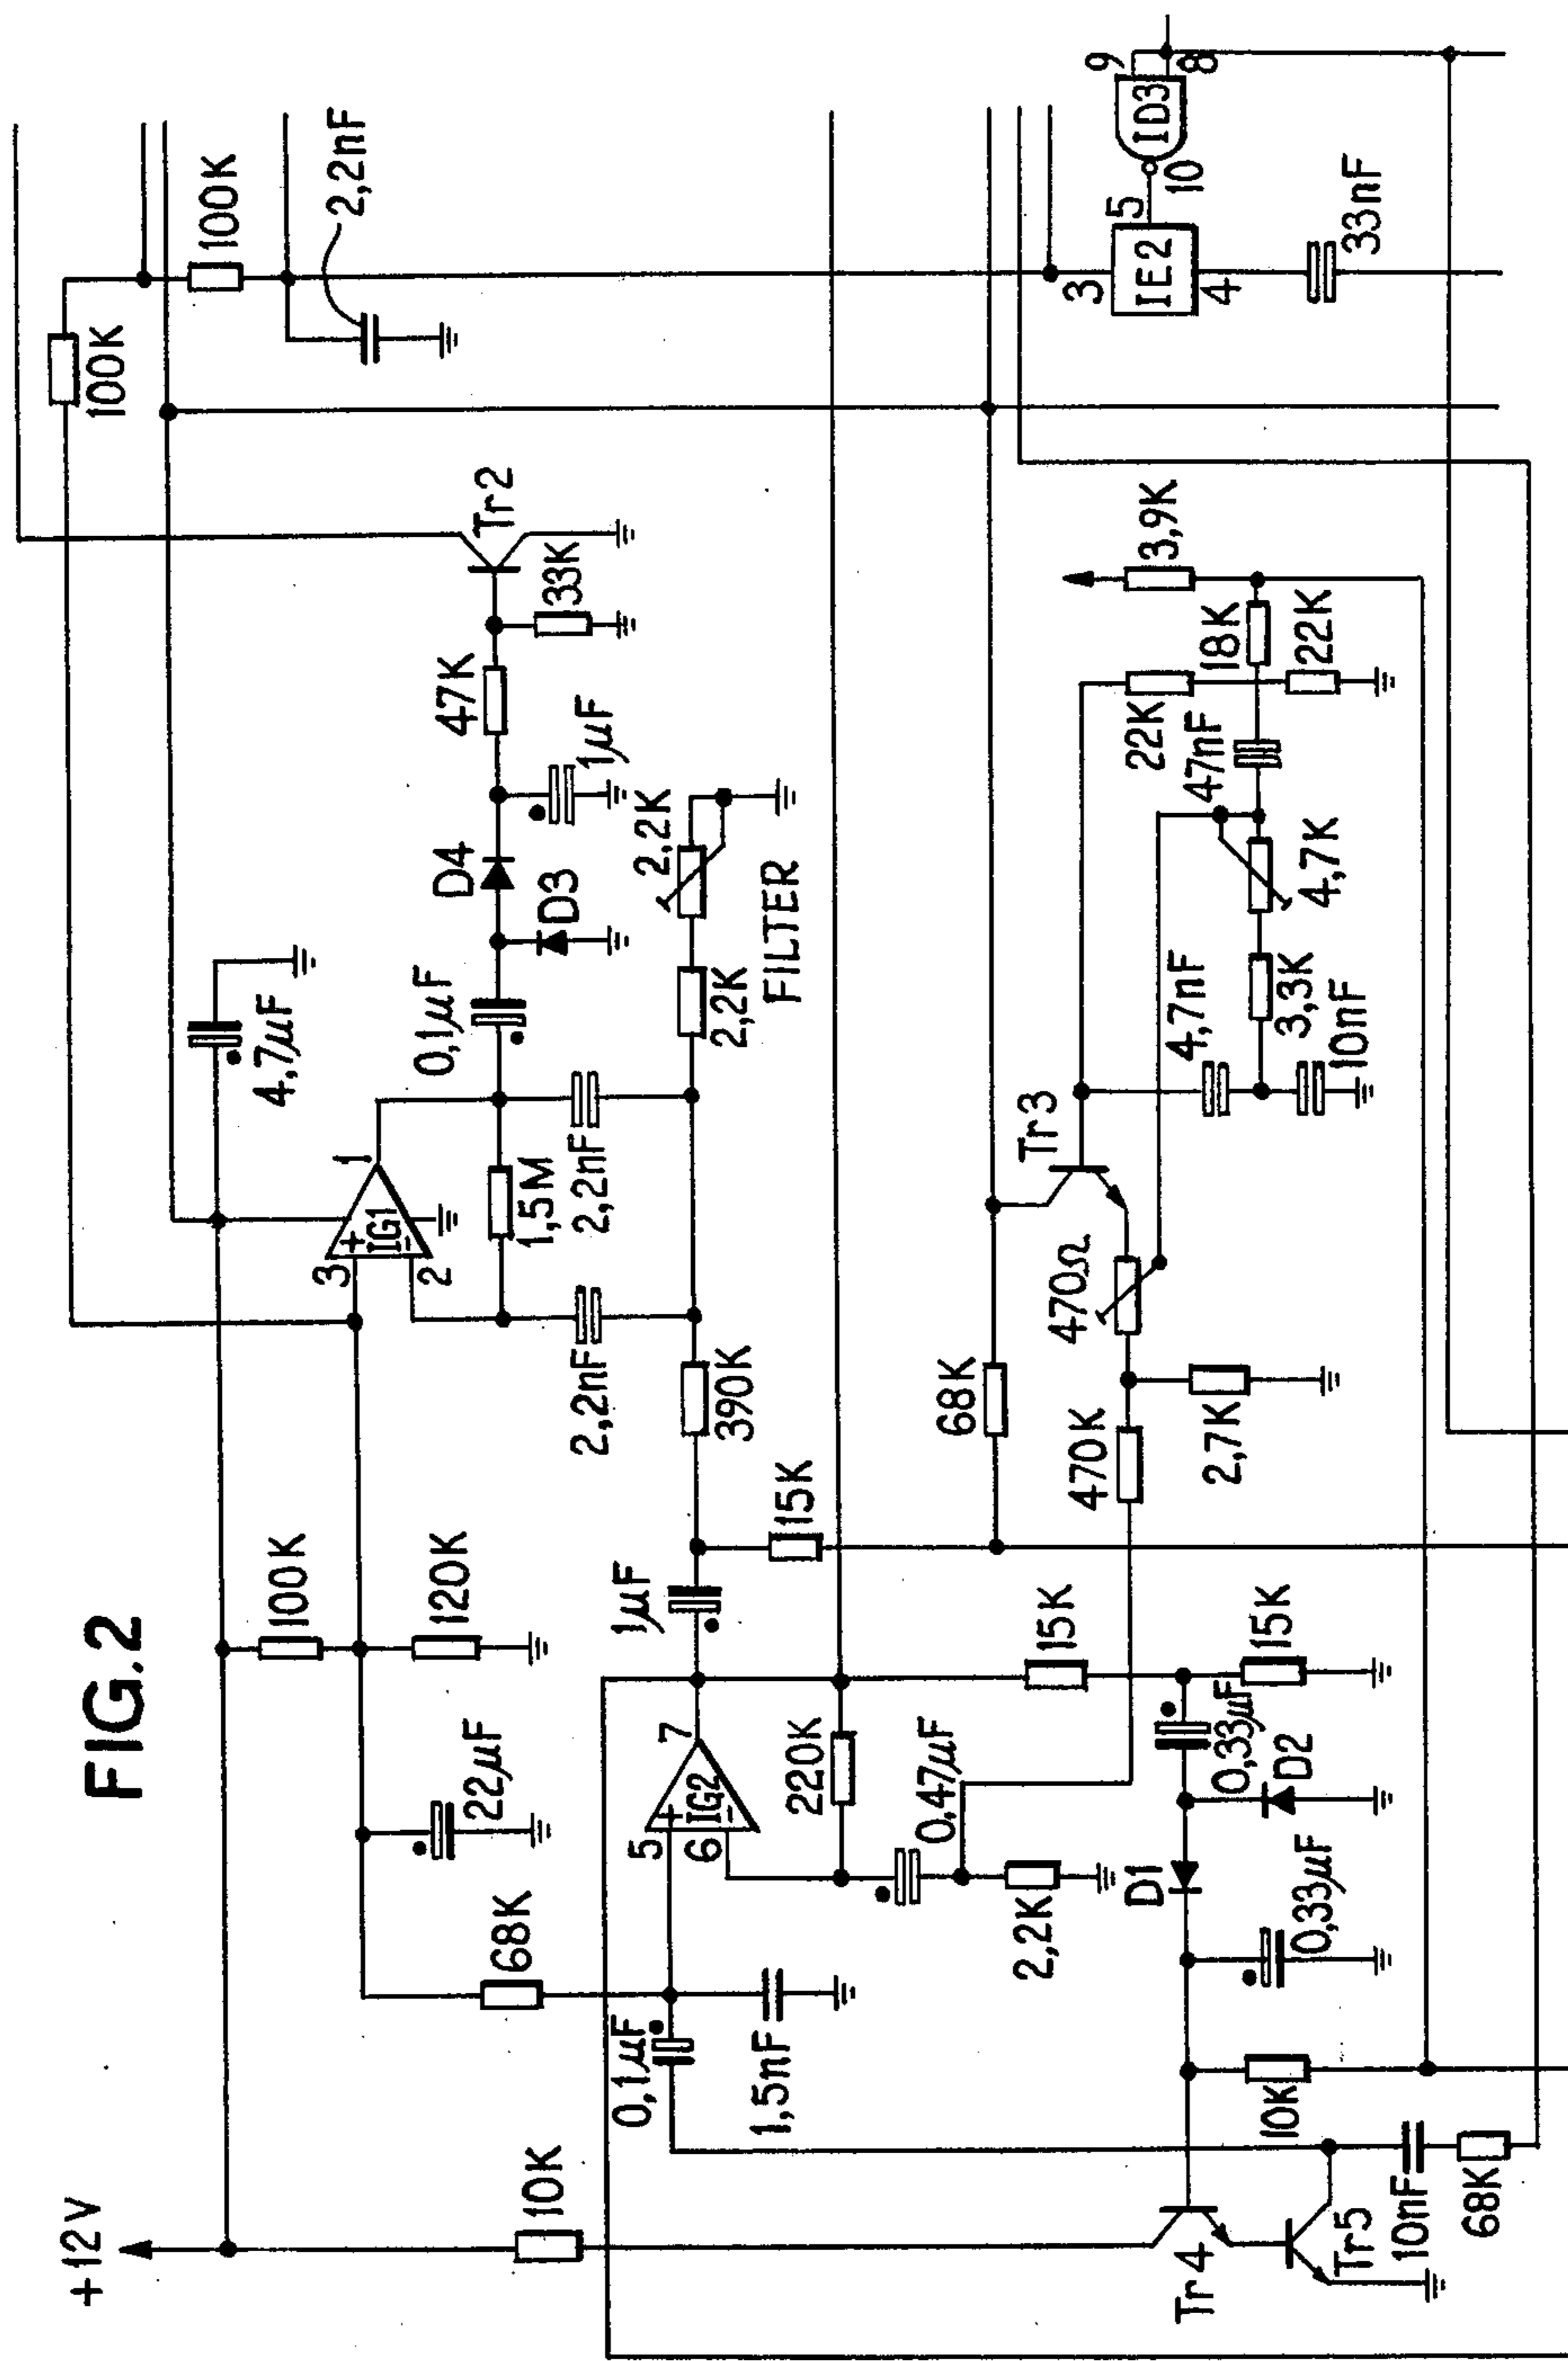 FIG.2
+12V
10K
100K
120K
22µF
68K
0,1µF
1,5nF
4,7µF
3
2
1
+
IG1
-
1,5M
2,2nF
2,2nF
0,1µF
D4
D3
47K
1µF
33K
Tr2
100K
100K
2,2nF
390K
2,2K
2,2K
FILTER
1µF
15K
5
6
7
+
IG2
-
220K
0,47µF
2,2K
15K
15K
0,33µF
D2
D1
0,33µF
10K
Tr4
Tr5
10nF
68K
68K
470K
470Ω
2,7K
Tr3
4,7nF
3,3K
10nF
4,7K
47nF
22K
18K
22K
3,9K
3
IE2
4
5
10
ID3
9
8
33nF